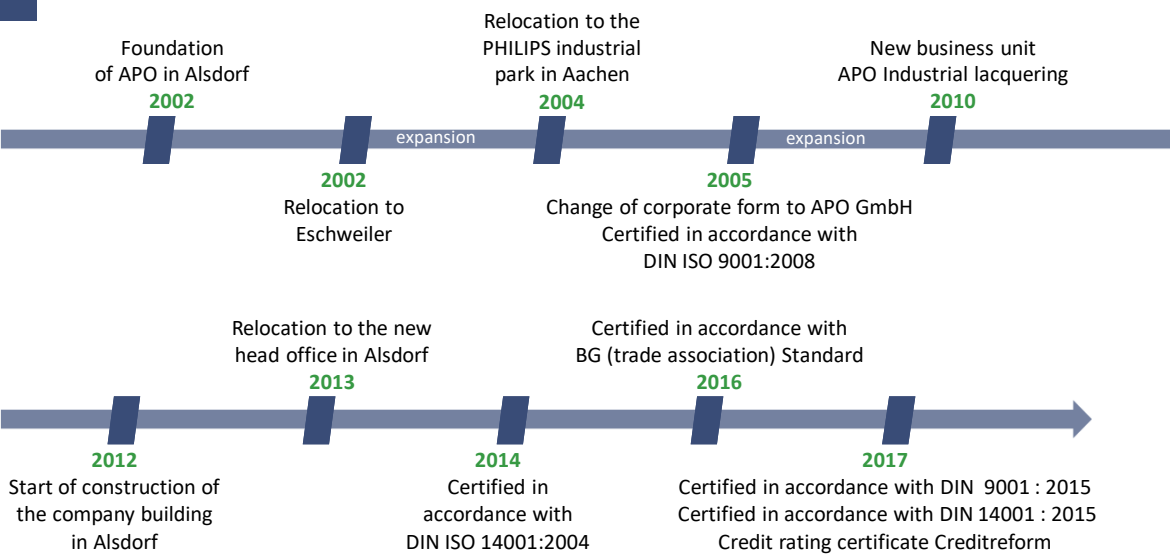 Foundation
of APO in Alsdorf
2002
Relocation to the
PHILIPS industrial
park in Aachen
2004
New business unit
APO Industrial lacquering
2010
expansion
expansion
2002
Relocation to
Eschweiler
2005
Change of corporate form to APO GmbH
Certified in accordance with
DIN ISO 9001:2008
Relocation to the new
head office in Alsdorf
2013
Certified in accordance with
BG (trade association) Standard
2016
2012
Start of construction of
the company building
in Alsdorf
2014
Certified in
accordance with
DIN ISO 14001:2004
2017
Certified in accordance with DIN  9001 : 2015
Certified in accordance with DIN 14001 : 2015
Credit rating certificate Creditreform